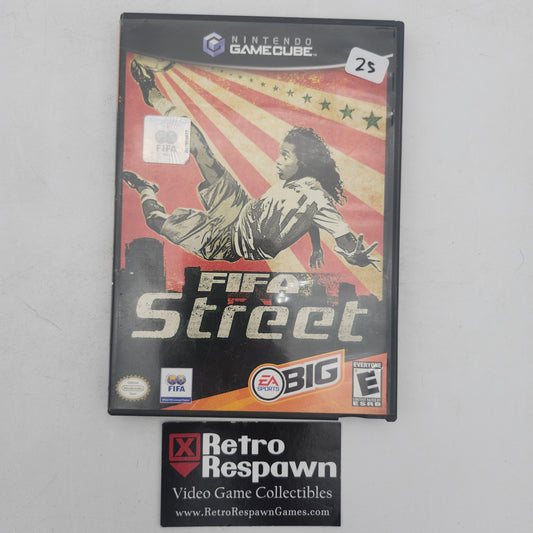 NINTENDO
GAMECUBE
25
FIFA
FIFA
Street
EA
SPORTS
BIG
FIFA
EVERYONE
E
ESRB
Retro
Respawn
Video Game Collectibles
www.RetroRespawnGames.com